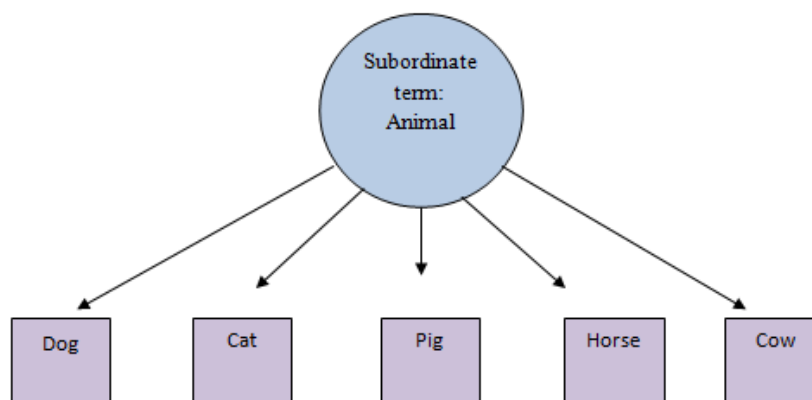 Subordinate
term:
Animal
Dog
Cat
Pig
Horse
Cow